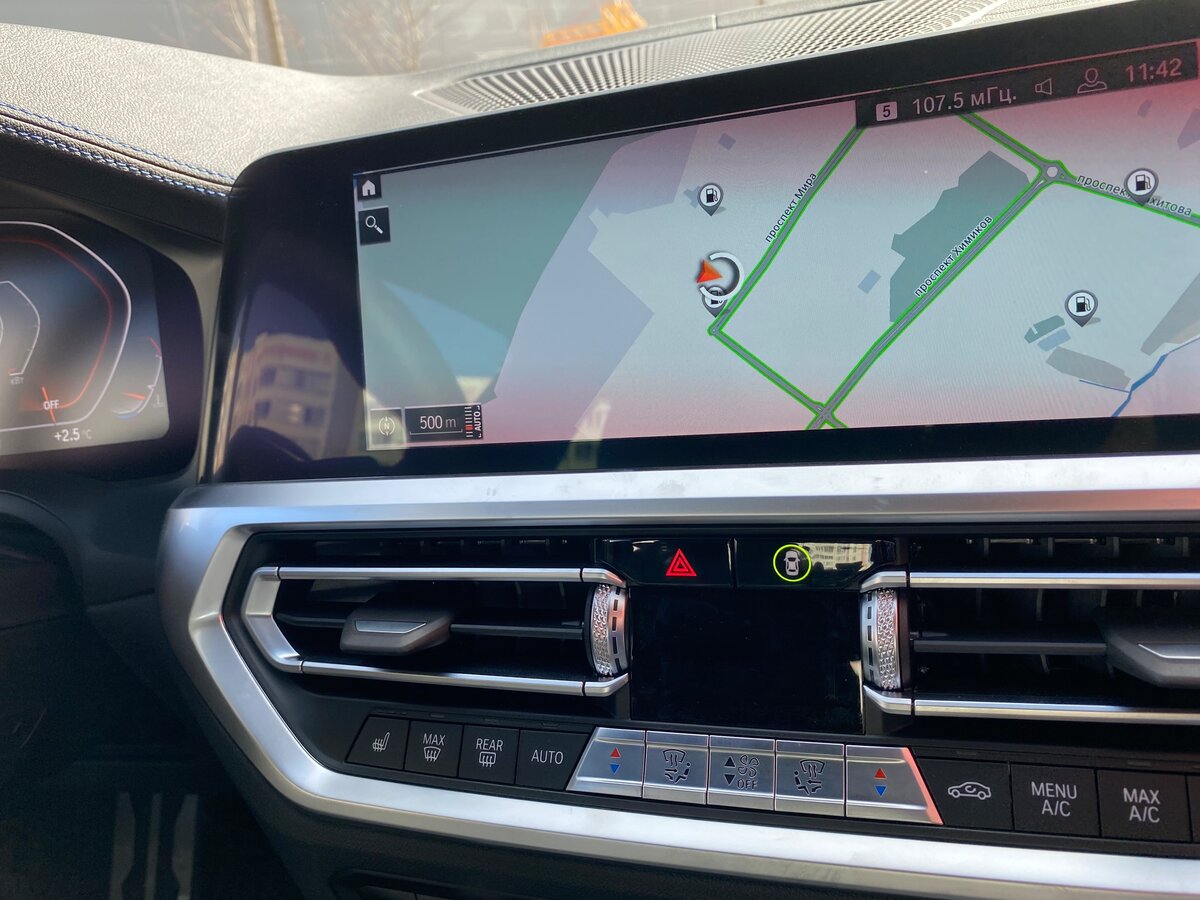 5 107.5 мГц. 11:42
проспект Мира
проспект Химиков
проспект
хитова
N
500 m
AUTO
кВт
OFF
+2.5°C
MAX
REAR
AUTO
OFF
MENU
A/C
MAX
A/C